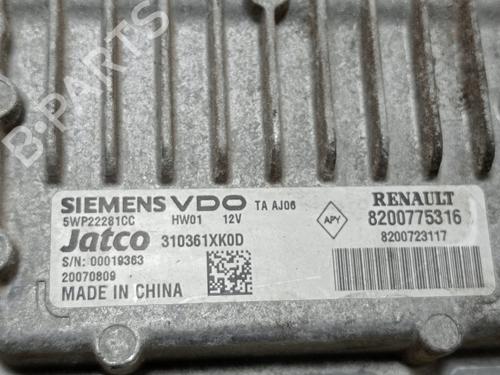 B-PARTS
SIEMENS VDO TA AJ06
5WP22281CC HW01 12V
Jatco 310361XK0D
S/N: 00019363
20070809
MADE IN CHINA
RENAULT
APY 8200775316
8200723117